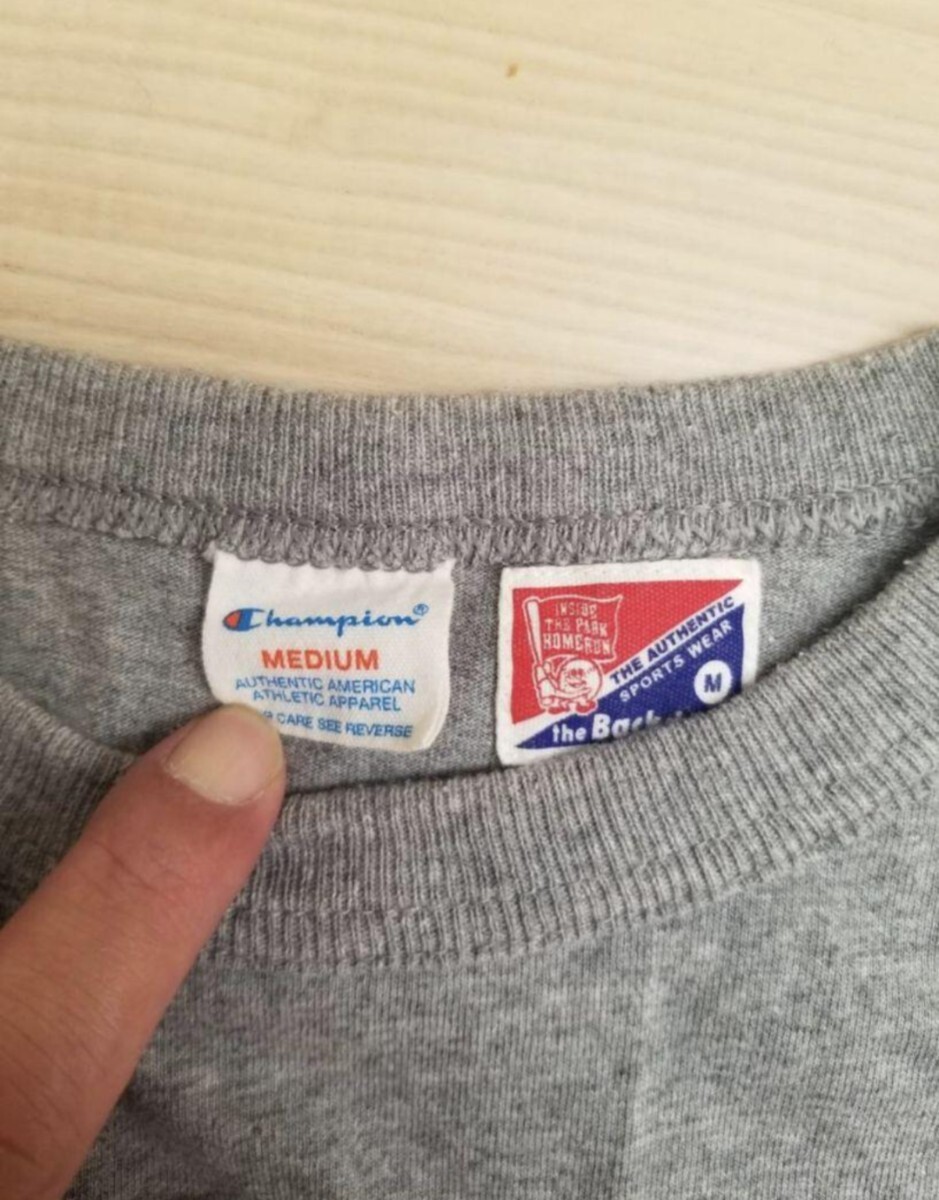 Champion®
MEDIUM
AUTHENTIC AMERICAN
ATHLETIC APPAREL
CARE SEE REVERSE
INSIDE
THE PARK
HOMERUN
THE AUTHENTIC
SPORTS WEAR
M
the